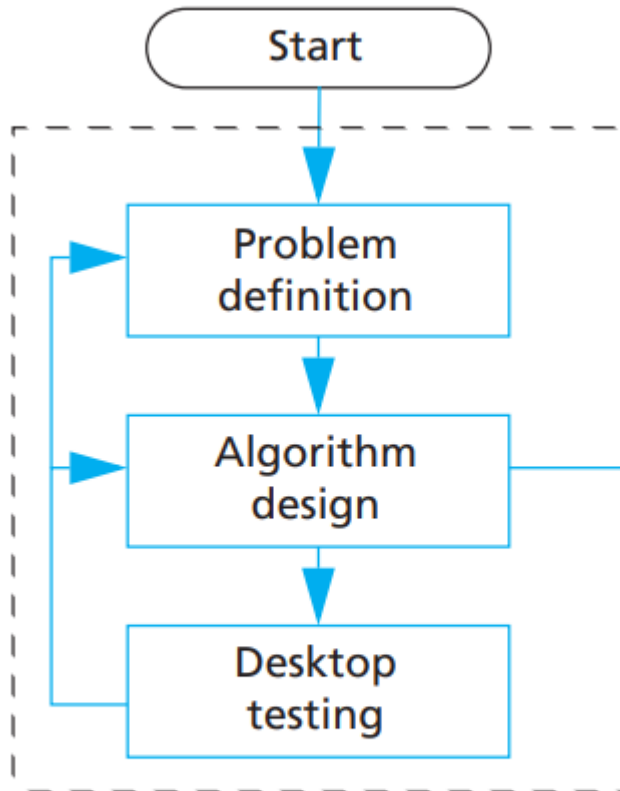 Start
Problem
definition
Algorithm
design
Desktop
testing